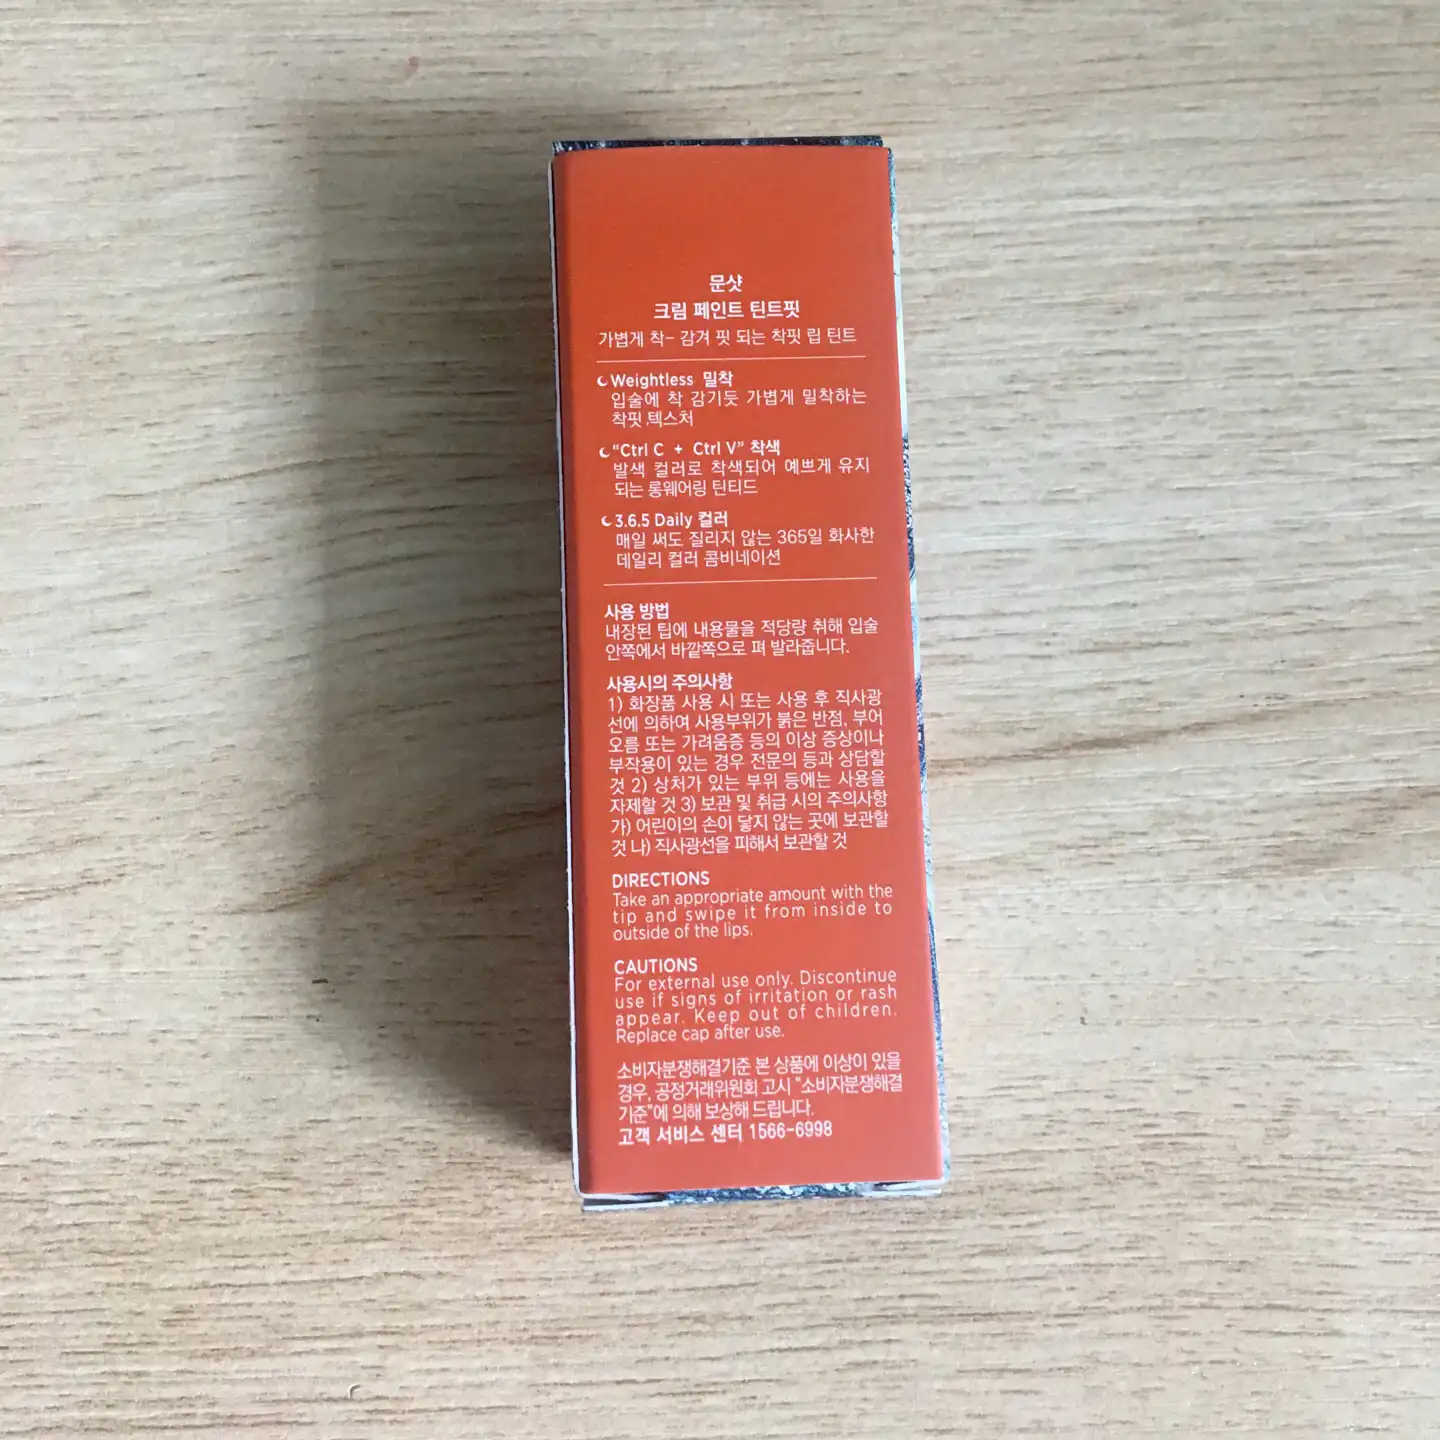 문샷
크림 페인트 틴트핏
가볍게 착- 감겨 핏 되는 착핏 립 틴트
Weightless 밀착
입술에 착 감기듯 가볍게 밀착하는
착핏 텍스처
"Ctrl C + Ctrl V" 착색
발색 컬러로 착색되어 예쁘게 유지
되는 롱웨어링 틴티드
3.6.5 Daily 컬러
매일 써도 질리지 않는 365일 화사한
데일리 컬러 콤비네이션
사용 방법
내장된 팁에 내용물을 적당량 취해 입술
안쪽에서 바깥쪽으로 펴 발라줍니다.
사용시의 주의사항
1) 화장품 사용 시 또는 사용 후 직사광
선에 의하여 사용부위가 붉은 반점, 부어
오름 또는 가려움증 등의 이상 증상이나
부작용이 있는 경우 전문의 등과 상담할
것 2) 상처가 있는 부위 등에는 사용을
자제할 것 3) 보관 및 취급 시의 주의사항
가) 어린이의 손이 닿지 않는 곳에 보관할
것 나) 직사광선을 피해서 보관할 것
DIRECTIONS
Take an appropriate amount with the
tip and swipe it from inside to
outside of the lips.
CAUTIONS
For external use only. Discontinue
use if signs of irritation or rash
appear. Keep out of children.
Replace cap after use.
소비자분쟁해결기준 본 상품에 이상이 있을
경우, 공정거래위원회 고시 "소비자분쟁해결
기준"에 의해 보상해 드립니다.
고객 서비스 센터 1566-6998